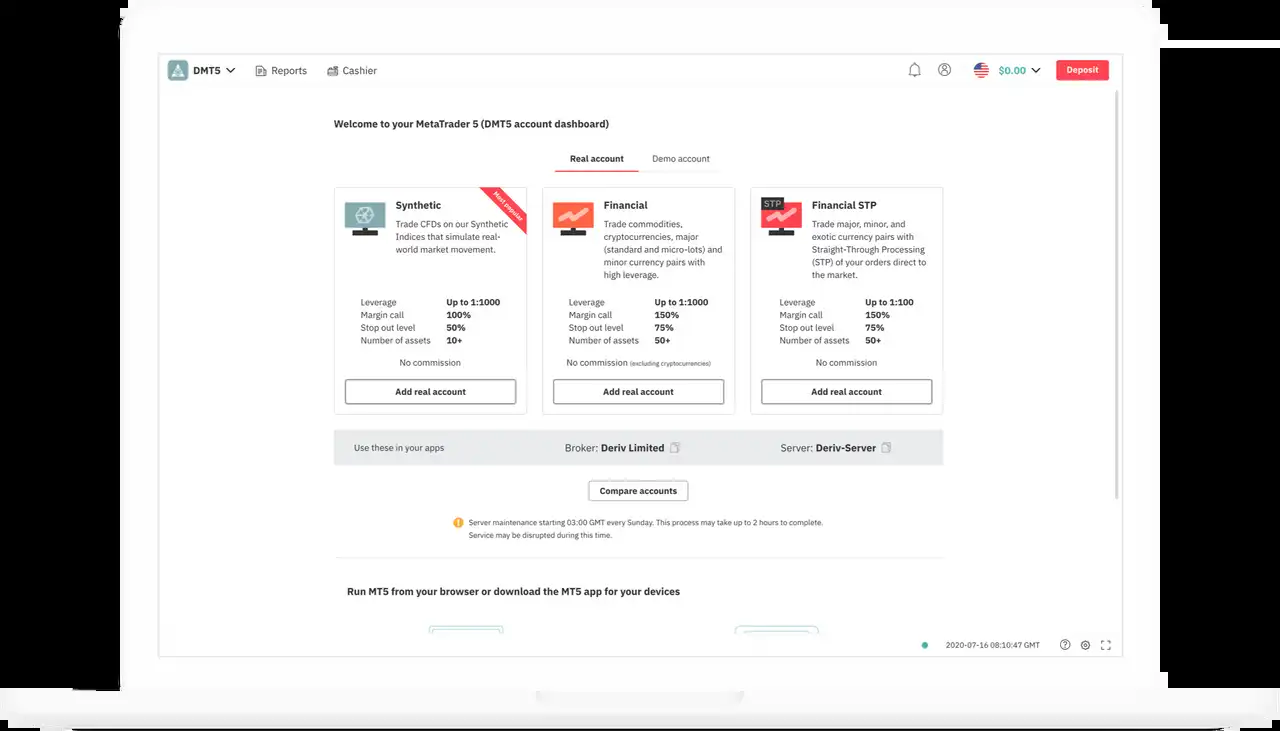 DMT5 Reports Cashier $0.00 Deposit
Welcome to your MetaTrader 5 (DMT5 account dashboard)
Real account Demo account
Synthetic
Most popular
Trade CFDs on our Synthetic
Indices that simulate real-
world market movement.
Leverage Up to 1:1000
Margin call 100%
Stop out level 50%
Number of assets 10+
No commission
Add real account
Financial
Trade commodities,
cryptocurrencies, major
(standard and micro-lots) and
minor currency pairs with
high leverage.
Leverage Up to 1:1000
Margin call 150%
Stop out level 75%
Number of assets 50+
No commission (excluding cryptocurrencies)
Add real account
STP
Financial STP
Trade major, minor, and
exotic currency pairs with
Straight-Through Processing
(STP) of your orders direct to
the market.
Leverage Up to 1:100
Margin call 150%
Stop out level 75%
Number of assets 50+
No commission
Add real account
Use these in your apps Broker: Deriv Limited Server: Deriv-Server
Compare accounts
Server maintenance starting 03:00 GMT every Sunday. This process may take up to 2 hours to complete.
Service may be disrupted during this time.
Run MT5 from your browser or download the MT5 app for your devices
2020-07-16 08:10:47 GMT